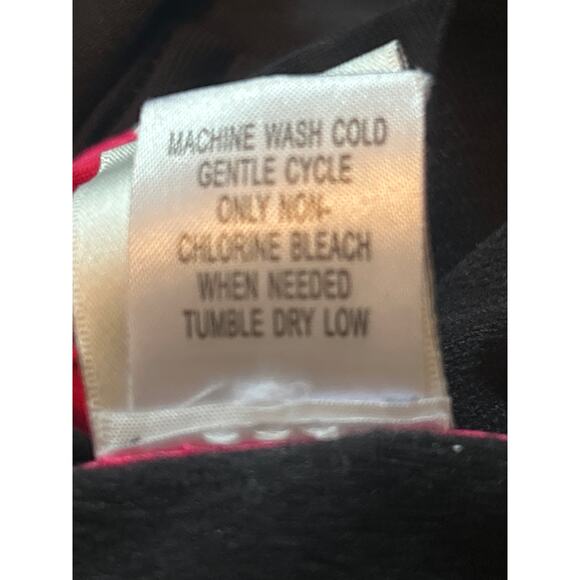 MACHINE WASH COLD
GENTLE CYCLE
ONLY NON-
CHLORINE BLEACH
WHEN NEEDED
TUMBLE DRY LOW